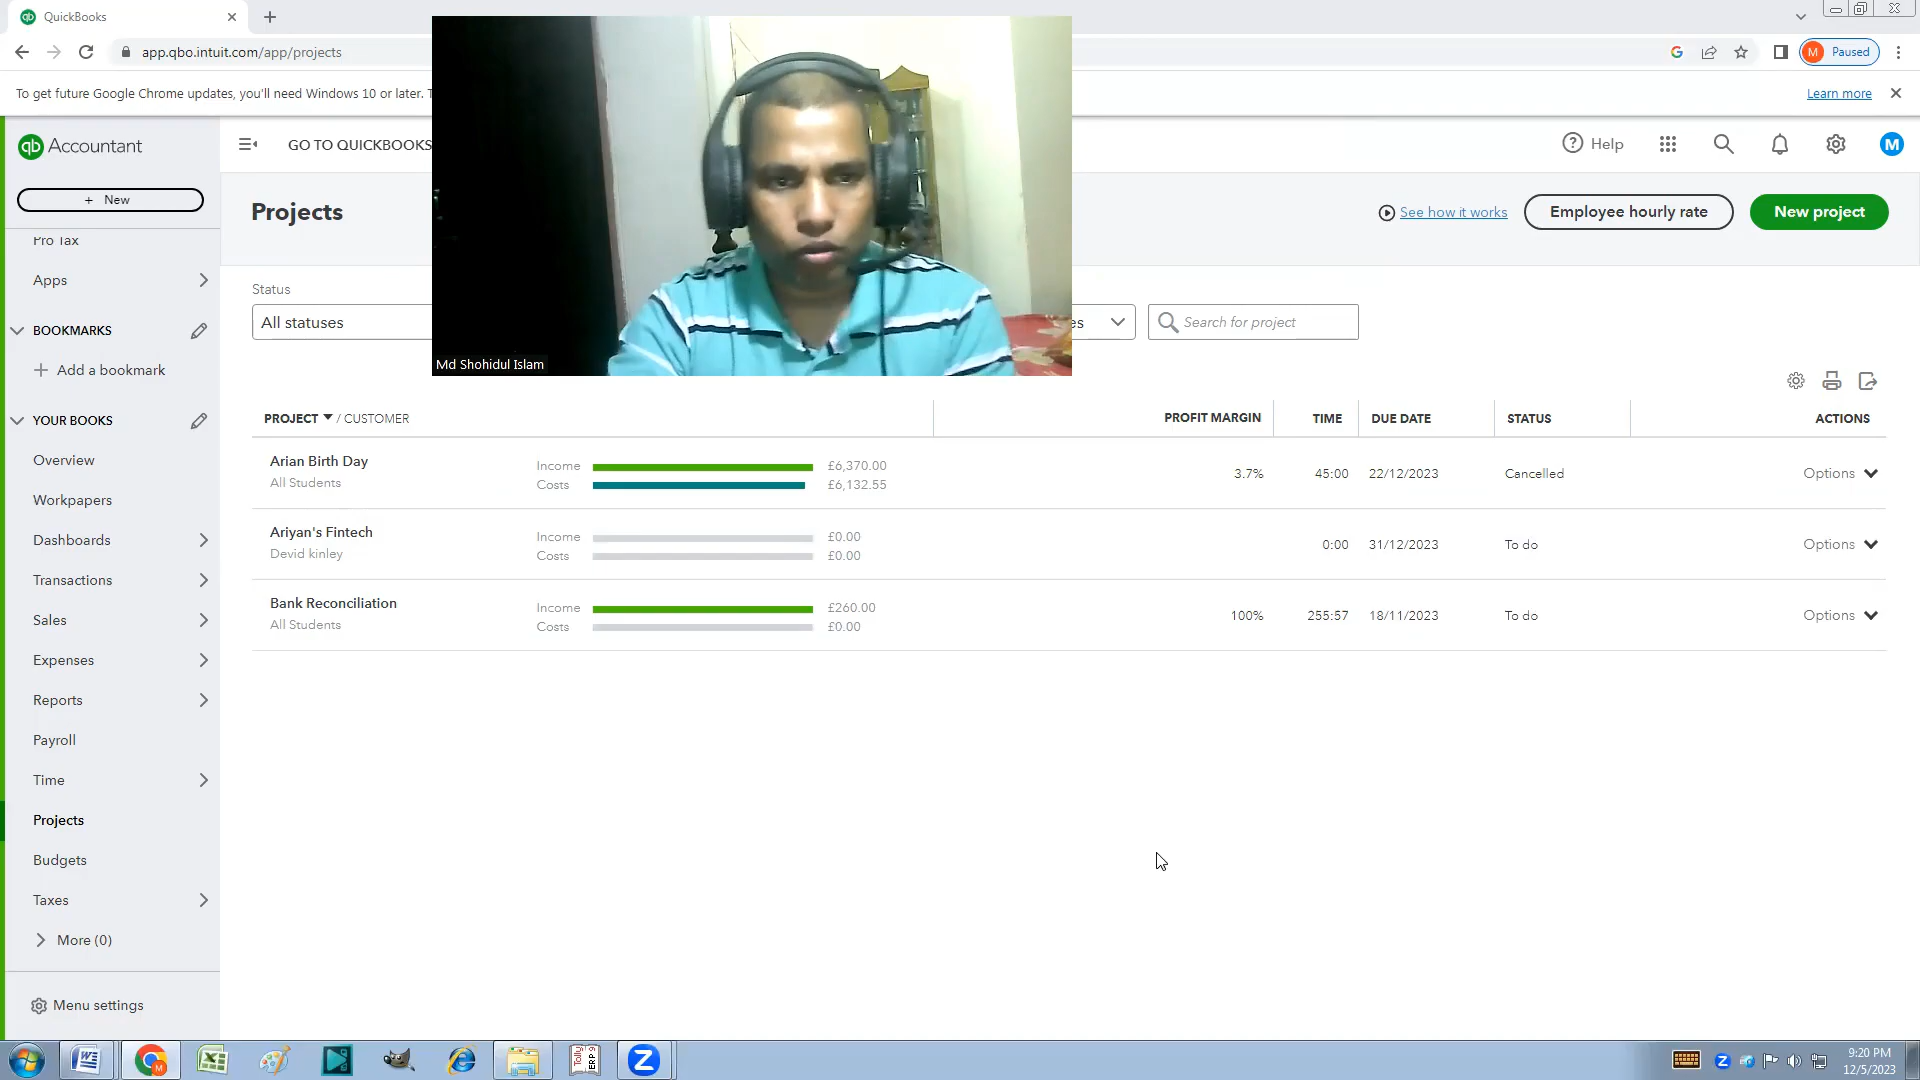 QuickBooks
app.qbo.intuit.com/app/projects
M Paused
To get future Google Chrome updates, you'll need Windows 10 or later.
Learn more
qb Accountant
GO TO QUICKBOOKS
Help
M
+ New
Projects
See how it works
Employee hourly rate
New project
Pro Tax
Apps
Status
BOOKMARKS
All statuses
Search for project
Add a bookmark
Md Shohidul Islam
YOUR BOOKS
PROJECT / CUSTOMER
PROFIT MARGIN
TIME
DUE DATE
STATUS
ACTIONS
Overview
Workpapers
Dashboards
Transactions
Sales
Expenses
Reports
Payroll
Time
Projects
Budgets
Taxes
More (0)
Menu settings
Arian Birth Day
All Students
Income £6,370.00
Costs £6,132.55
3.7% 45:00 22/12/2023 Cancelled Options
Ariyan's Fintech
Devid kinley
Income £0.00
Costs £0.00
0:00 31/12/2023 To do Options
Bank Reconciliation
All Students
Income £260.00
Costs £0.00
100% 255:57 18/11/2023 To do Options
Tally
ERP 9
9:20 PM
12/5/2023